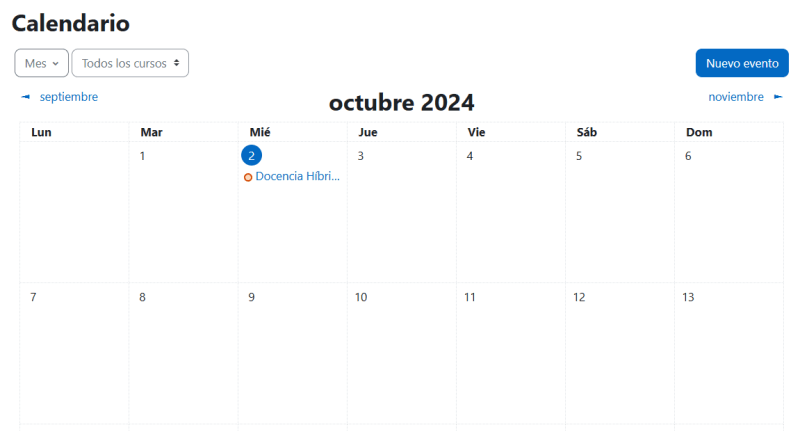 Calendario
Mes Todos los cursos Nuevo evento
septiembre octubre 2024 noviembre
Lun Mar Mié Jue Vie Sáb Dom
1 2 3 4 5 6
Docencia Híbri...
7 8 9 10 11 12 13